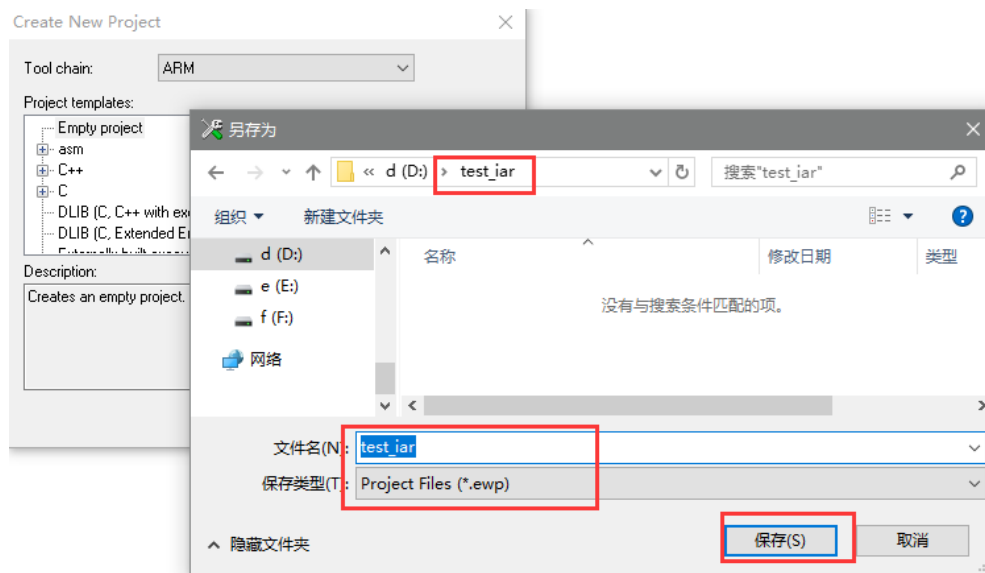 Create New Project
Tool chain:
ARM
Project templates:
Empty project
asm
C++
C
DLIB (C, C++ with ex
DLIB (C, Extended E
Description:
Creates an empty project.
另存为
« d (D:) › test_iar
搜索"test_iar"
组织
新建文件夹
d (D:)
e (E:)
f (F:)
网络
名称
修改日期
类型
没有与搜索条件匹配的项。
文件名(N):
test_iar
保存类型(T):
Project Files (*.ewp)
隐藏文件夹
保存(S)
取消